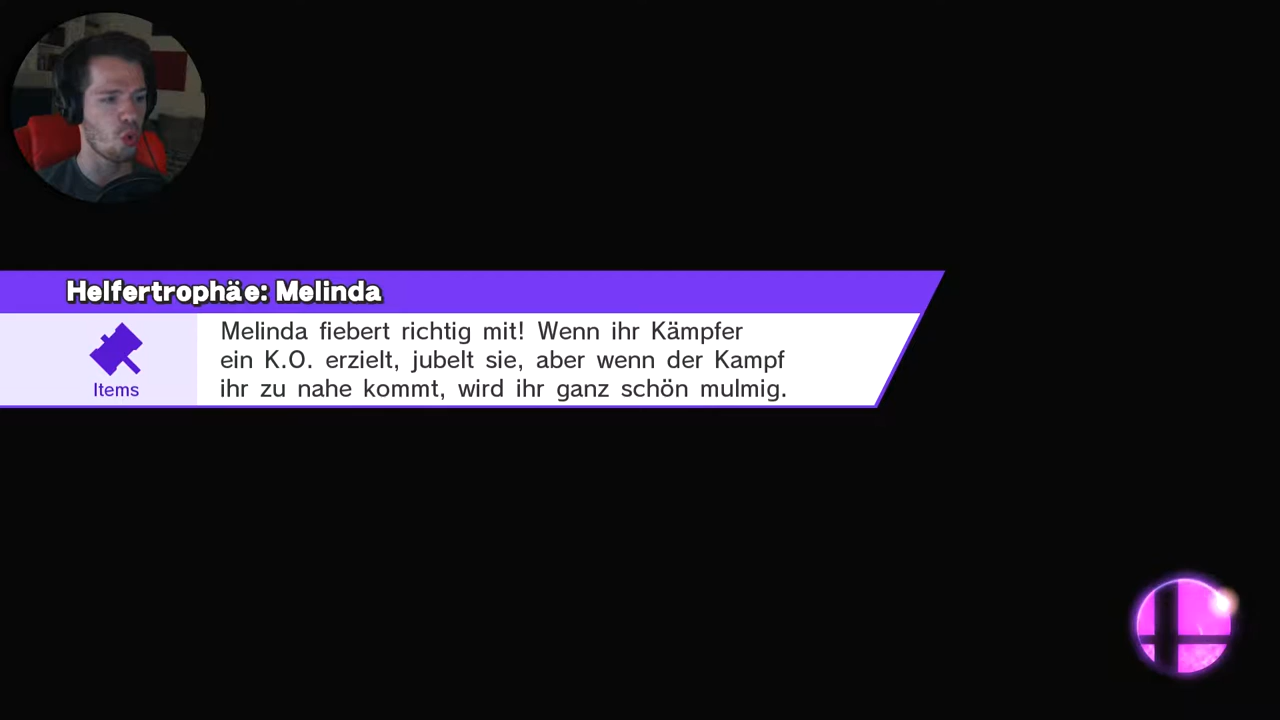 Helfertrophäe: Melinda
Items
Melinda fiebert richtig mit! Wenn ihr Kämpfer
ein K.O. erzielt, jubelt sie, aber wenn der Kampf
ihr zu nahe kommt, wird ihr ganz schön mulmig.